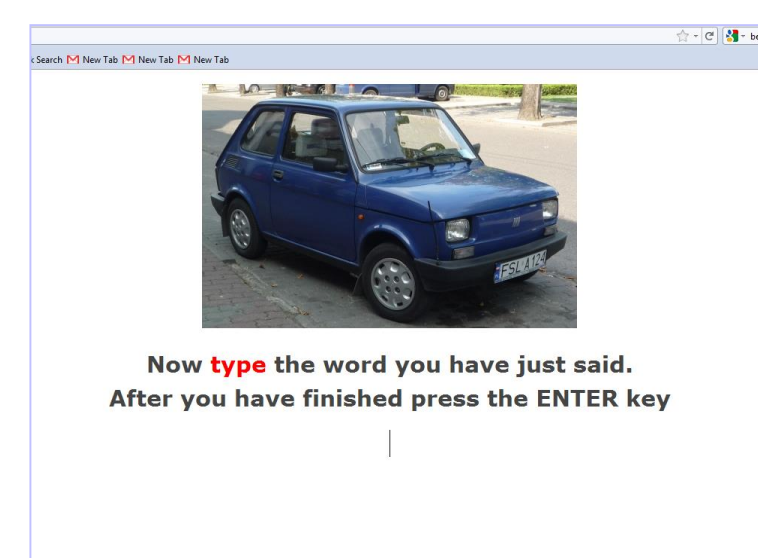 be
k Search New Tab New Tab New Tab
FSL A124
Now type the word you have just said.
After you have finished press the ENTER key